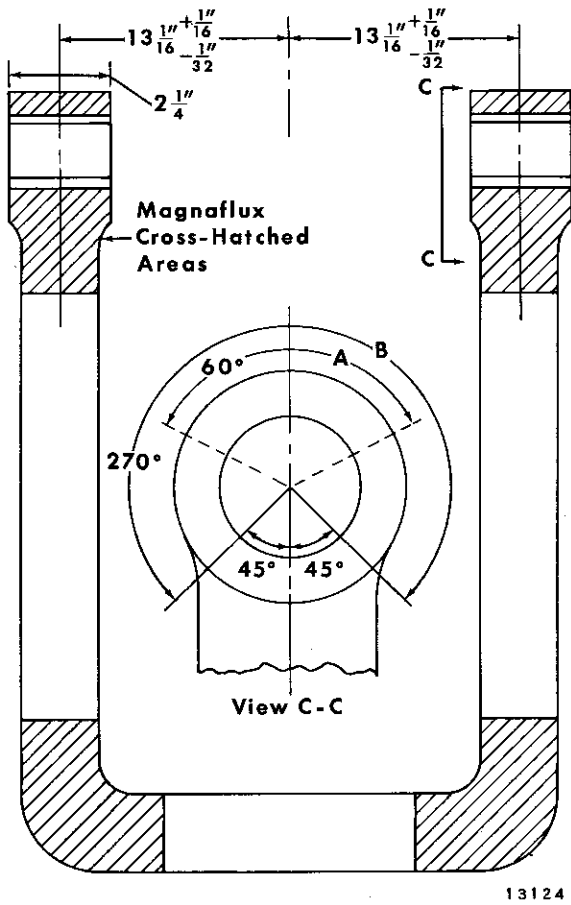 13 1/16" +1/16" -1/32" 13 1/16" +1/16" -1/32"
2 1/4"
C
Magnaflux
Cross-Hatched
Areas
C
60° A B
270°
45° 45°
View C-C
13124